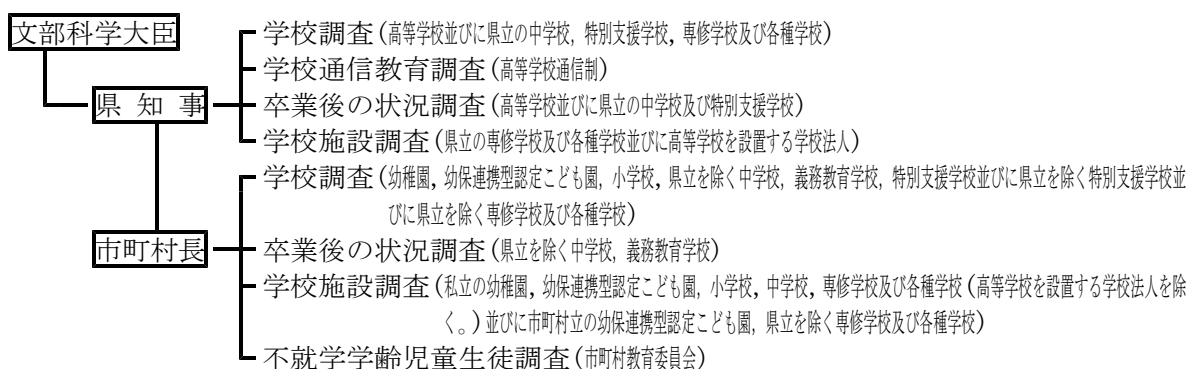 文部科学大臣
学校調査(高等学校並びに県立の中学校, 特別支援学校, 専修学校及び各種学校)
学校通信教育調査(高等学校通信制)
県知事
卒業後の状況調査(高等学校並びに県立の中学校及び特別支援学校)
学校施設調査(県立の専修学校及び各種学校並びに高等学校を設置する学校法人)
学校調査(幼稚園, 幼保連携型認定こども園, 小学校, 県立を除く中学校, 義務教育学校, 特別支援学校並びに県立を除く特別支援学校並
びに県立を除く専修学校及び各種学校)
市町村長
卒業後の状況調査(県立を除く中学校, 義務教育学校)
学校施設調査(私立の幼稚園, 幼保連携型認定こども園, 小学校, 中学校, 専修学校及び各種学校(高等学校を設置する学校法人を除
く。)並びに市町村立の幼保連携型認定こども園, 県立を除く専修学校及び各種学校)
不就学学齢児童生徒調査(市町村教育委員会)